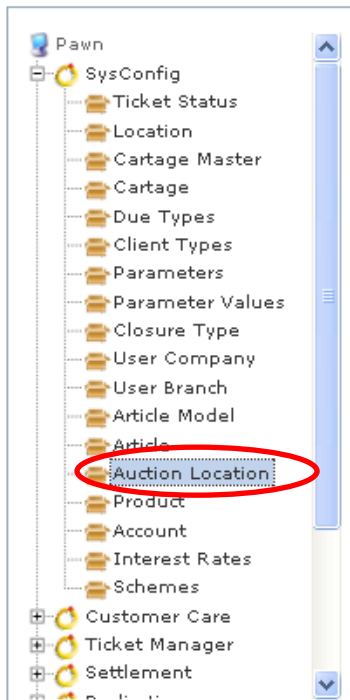 Pawn
SysConfig
Ticket Status
Location
Cartage Master
Cartage
Due Types
Client Types
Parameters
Parameter Values
Closure Type
User Company
User Branch
Article Model
Article
Auction Location
Product
Account
Interest Rates
Schemes
Customer Care
Ticket Manager
Settlement